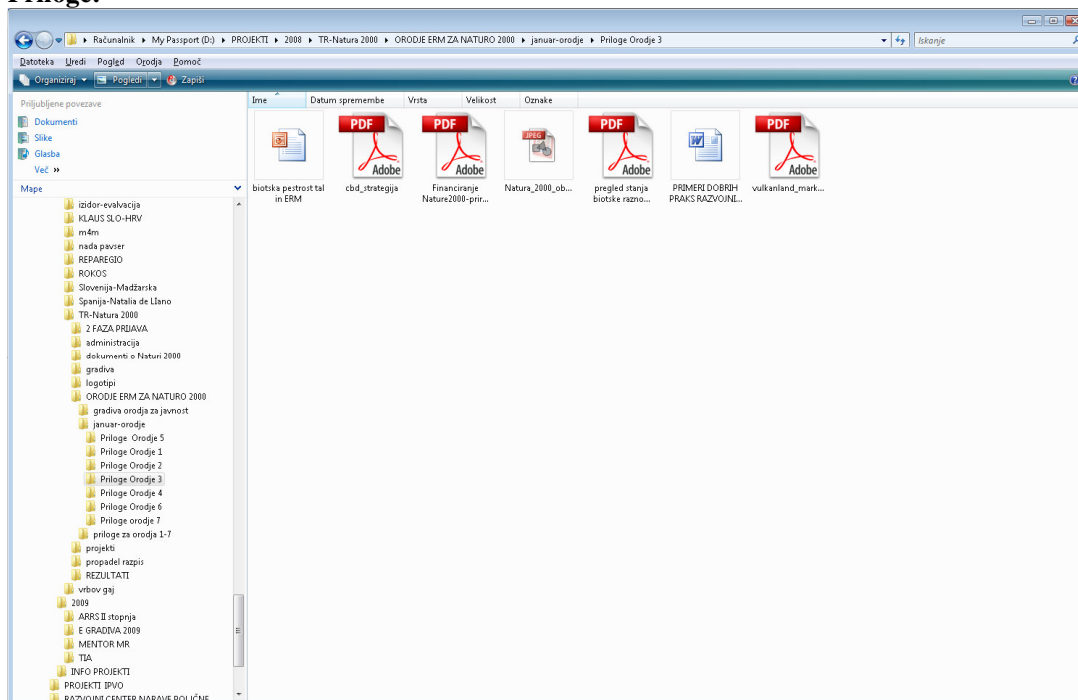 Priloge:
Računalnik ▸ My Passport (D:) ▸ PROJEKTI ▸ 2008 ▸ TR-Natura 2000 ▸ ORODJE ERM ZA NATURO 2000 ▸ januar-orodje ▸ Priloge Orodje 3
Iskanje
Datoteka Uredi Pogled Orodja Pomoč
Organiziraj Pogledi Zapiši
Priljubljene povezave
Dokumenti
Slike
Glasba
Več »
Mape
izidor-evalvacija
KLAUS SLO-HRV
m4m
nada pavser
REPAREGIO
ROKOS
Slovenija-Madžarska
Spanija-Natalia de LIano
TR-Natura 2000
2 FAZA PRIJAVA
administracija
dokumenti o Naturi 2000
gradiva
logotipi
ORODJE ERM ZA NATURO 2000
gradiva orodja za javnost
januar-orodje
Priloge Orodje 5
Priloge Orodje 1
Priloge Orodje 2
Priloge Orodje 3
Priloge Orodje 4
Priloge Orodje 6
Priloge orodje 7
priloge za orodja 1-7
projekti
propadel razpis
REZULTATI
vrbov gaj
2009
ARRS II stopnja
E GRADIVA 2009
MENTOR MR
TIA
INFO PROJEKTI
PROJEKTI IPVO
RAZVOJNI CENTER NARAVE POLIČNE
Ime Datum spremembe Vrsta Velikost Oznake
PDF PDF JPEG PDF PDF
Adobe Adobe Adobe Adobe
biotska pestrost tal in ERM
cbd_strategija
Financiranje Nature2000-prir...
Natura_2000_ob...
pregled stanja biotske razno...
PRIMERI DOBRIH PRAKS RAZVOJNI...
vulkanland_mark...